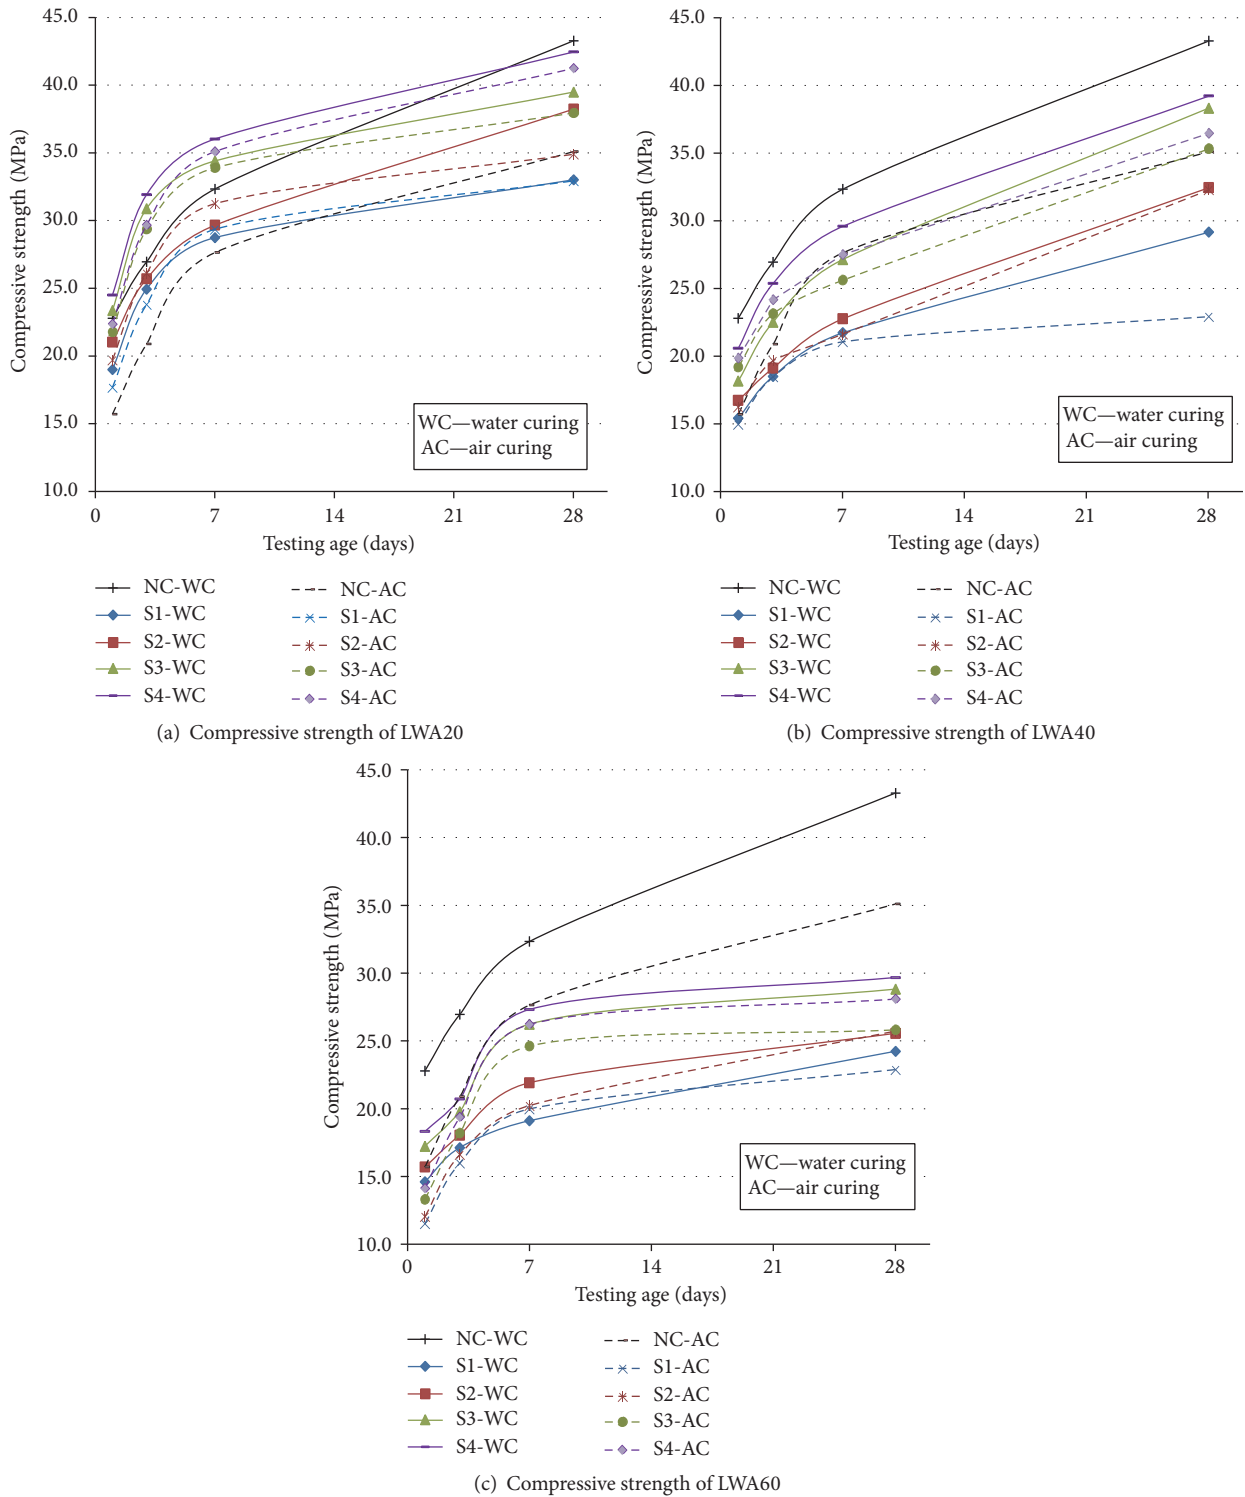 45.0
40.0
35.0
30.0
25.0
20.0
15.0
10.0
Compressive strength (MPa)
WC—water curing
AC—air curing
0 7 14 21 28
Testing age (days)
NC-WC NC-AC
S1-WC S1-AC
S2-WC S2-AC
S3-WC S3-AC
S4-WC S4-AC
(a) Compressive strength of LWA20
45.0
40.0
35.0
30.0
25.0
20.0
15.0
10.0
Compressive strength (MPa)
WC—water curing
AC—air curing
0 7 14 21 28
Testing age (days)
NC-WC NC-AC
S1-WC S1-AC
S2-WC S2-AC
S3-WC S3-AC
S4-WC S4-AC
(b) Compressive strength of LWA40
45.0
40.0
35.0
30.0
25.0
20.0
15.0
10.0
Compressive strength (MPa)
WC—water curing
AC—air curing
0 7 14 21 28
Testing age (days)
NC-WC NC-AC
S1-WC S1-AC
S2-WC S2-AC
S3-WC S3-AC
S4-WC S4-AC
(c) Compressive strength of LWA60